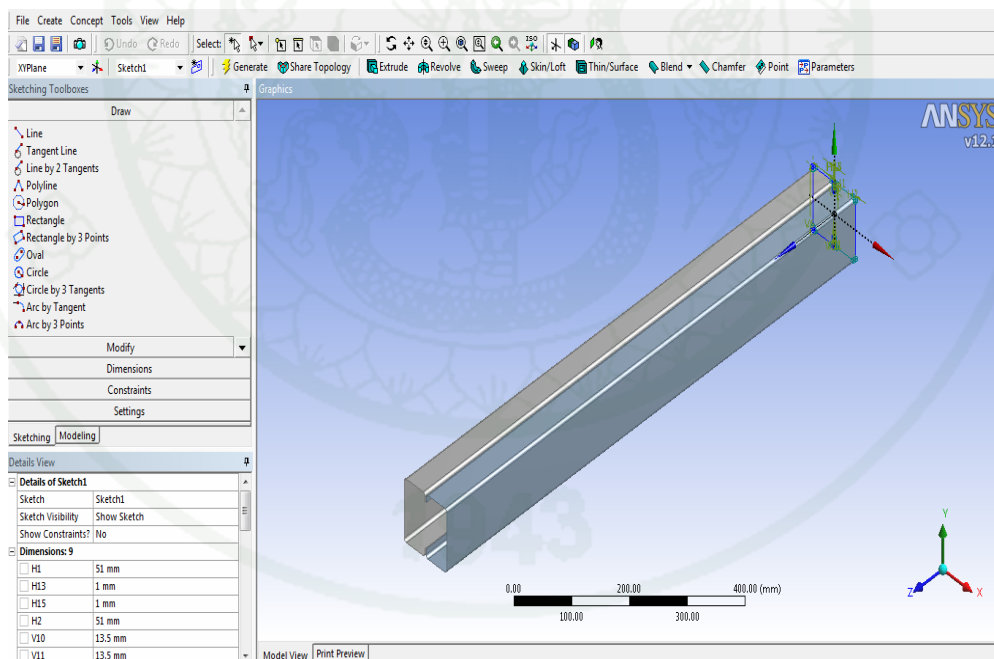 File Create Concept Tools View Help
Undo Redo Select: ISO
XYPlane Sketch1 Generate Share Topology Extrude Revolve Sweep Skin/Loft Thin/Surface Blend Chamfer Point Parameters
Sketching Toolboxes
Draw
Line
Tangent Line
Line by 2 Tangents
Polyline
Polygon
Rectangle
Rectangle by 3 Points
Oval
Circle
Circle by 3 Tangents
Arc by Tangent
Arc by 3 Points
Modify
Dimensions
Constraints
Settings
Sketching Modeling
Details View
Details of Sketch1
Sketch Sketch1
Sketch Visibility Show Sketch
Show Constraints? No
Dimensions: 9
H1 51 mm
H13 1 mm
H15 1 mm
H2 51 mm
V10 13.5 mm
V11 13.5 mm
Graphics
ANSYS
v12.1
1943
Y
Z X
0.00 200.00 400.00 (mm)
100.00 300.00
Model View Print Preview